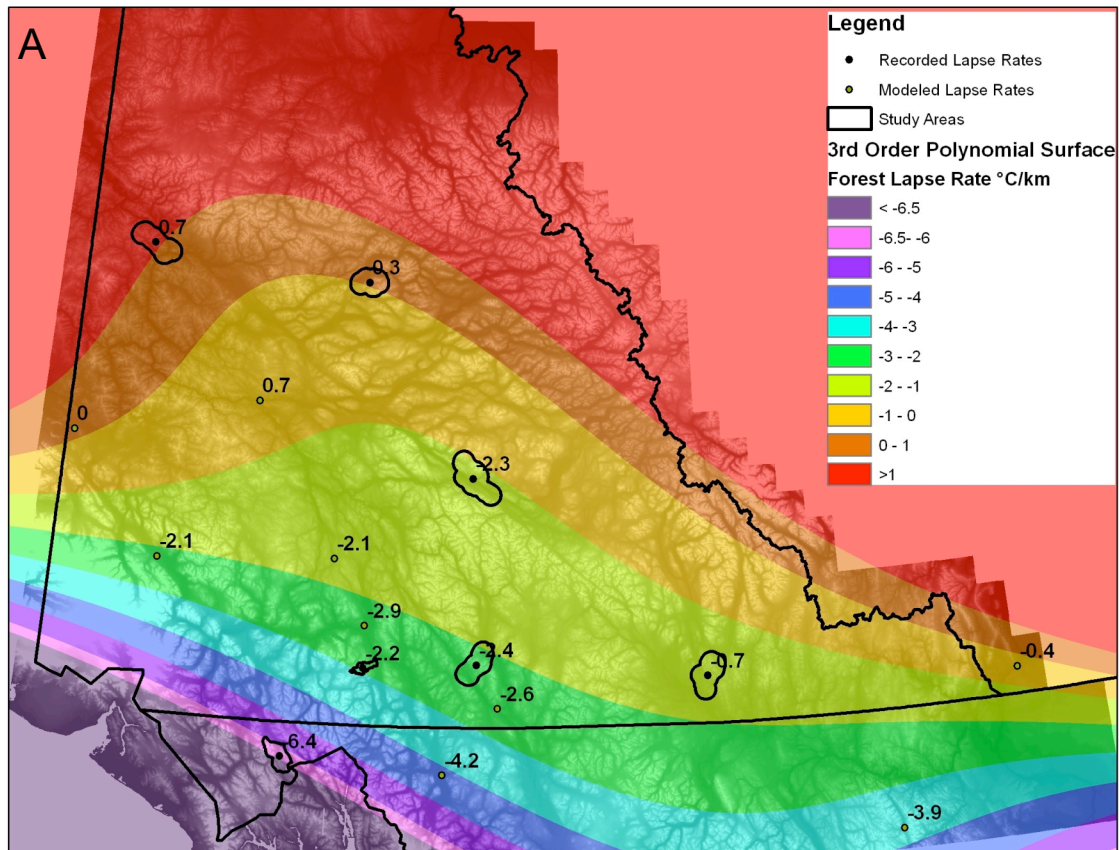 A
Legend
Recorded Lapse Rates
Modeled Lapse Rates
Study Areas
3rd Order Polynomial Surface
Forest Lapse Rate °C/km
< -6.5
-6.5- -6
-6 - -5
-5 - -4
-4- -3
-3 - -2
-2 - -1
-1 - 0
0 - 1
>1
0.7
0.3
0.7
0
-2.3
-2.1
-2.1
-2.9
-2.2
-2.4
-0.7
-0.4
-2.6
-6.4
-4.2
-3.9